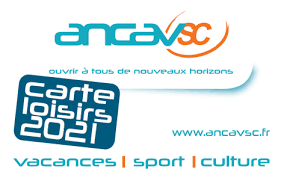 ancavsc
ouvrir à tous de nouveaux horizons
carte
loisirs
2021
www.ancavsc.fr
vacances | sport | culture